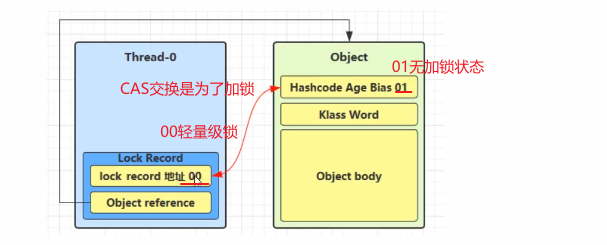 Thread-0
Object
01无加锁状态
Hashcode Age Bias 01
CAS交换是为了加锁
Klass Word
00轻量级锁
Lock Record
lock record 地址 00
Object reference
Object body